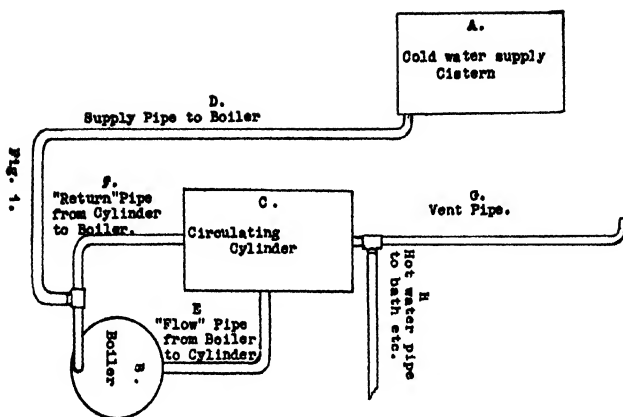 A.
Cold water supply
Cistern
D.
Supply Pipe to Boiler
Fig. 1.
F.
"Return" Pipe
from Cylinder
to Boiler.
C.
Circulating
Cylinder
G.
Vent Pipe.
H
Hot water pipe
to bath etc.
E
"Flow" Pipe
from Boiler
to Cylinder
B.
Boiler